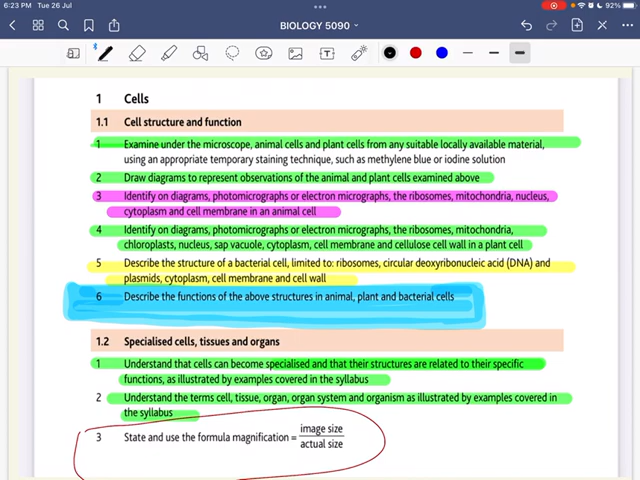 6:23 PM Tue 26 Jul
92%
BIOLOGY 5090
1 Cells
1.1 Cell structure and function
1 Examine under the microscope, animal cells and plant cells from any suitable locally available material,
using an appropriate temporary staining technique, such as methylene blue or iodine solution
2 Draw diagrams to represent observations of the animal and plant cells examined above
3 Identify on diagrams, photomicrographs or electron micrographs, the ribosomes, mitochondria, nucleus,
cytoplasm and cell membrane in an animal cell
4 Identify on diagrams, photomicrographs or electron micrographs, the ribosomes, mitochondria,
chloroplasts, nucleus, sap vacuole, cytoplasm, cell membrane and cellulose cell wall in a plant cell
5 Describe the structure of a bacterial cell, limited to: ribosomes, circular deoxyribonucleic acid (DNA) and
plasmids, cytoplasm, cell membrane and cell wall
6 Describe the functions of the above structures in animal, plant and bacterial cells
1.2 Specialised cells, tissues and organs
1 Understand that cells can become specialised and that their structures are related to their specific
functions, as illustrated by examples covered in the syllabus
2 Understand the terms cell, tissue, organ, organ system and organism as illustrated by examples covered in
the syllabus
3 State and use the formula magnification = image size
actual size